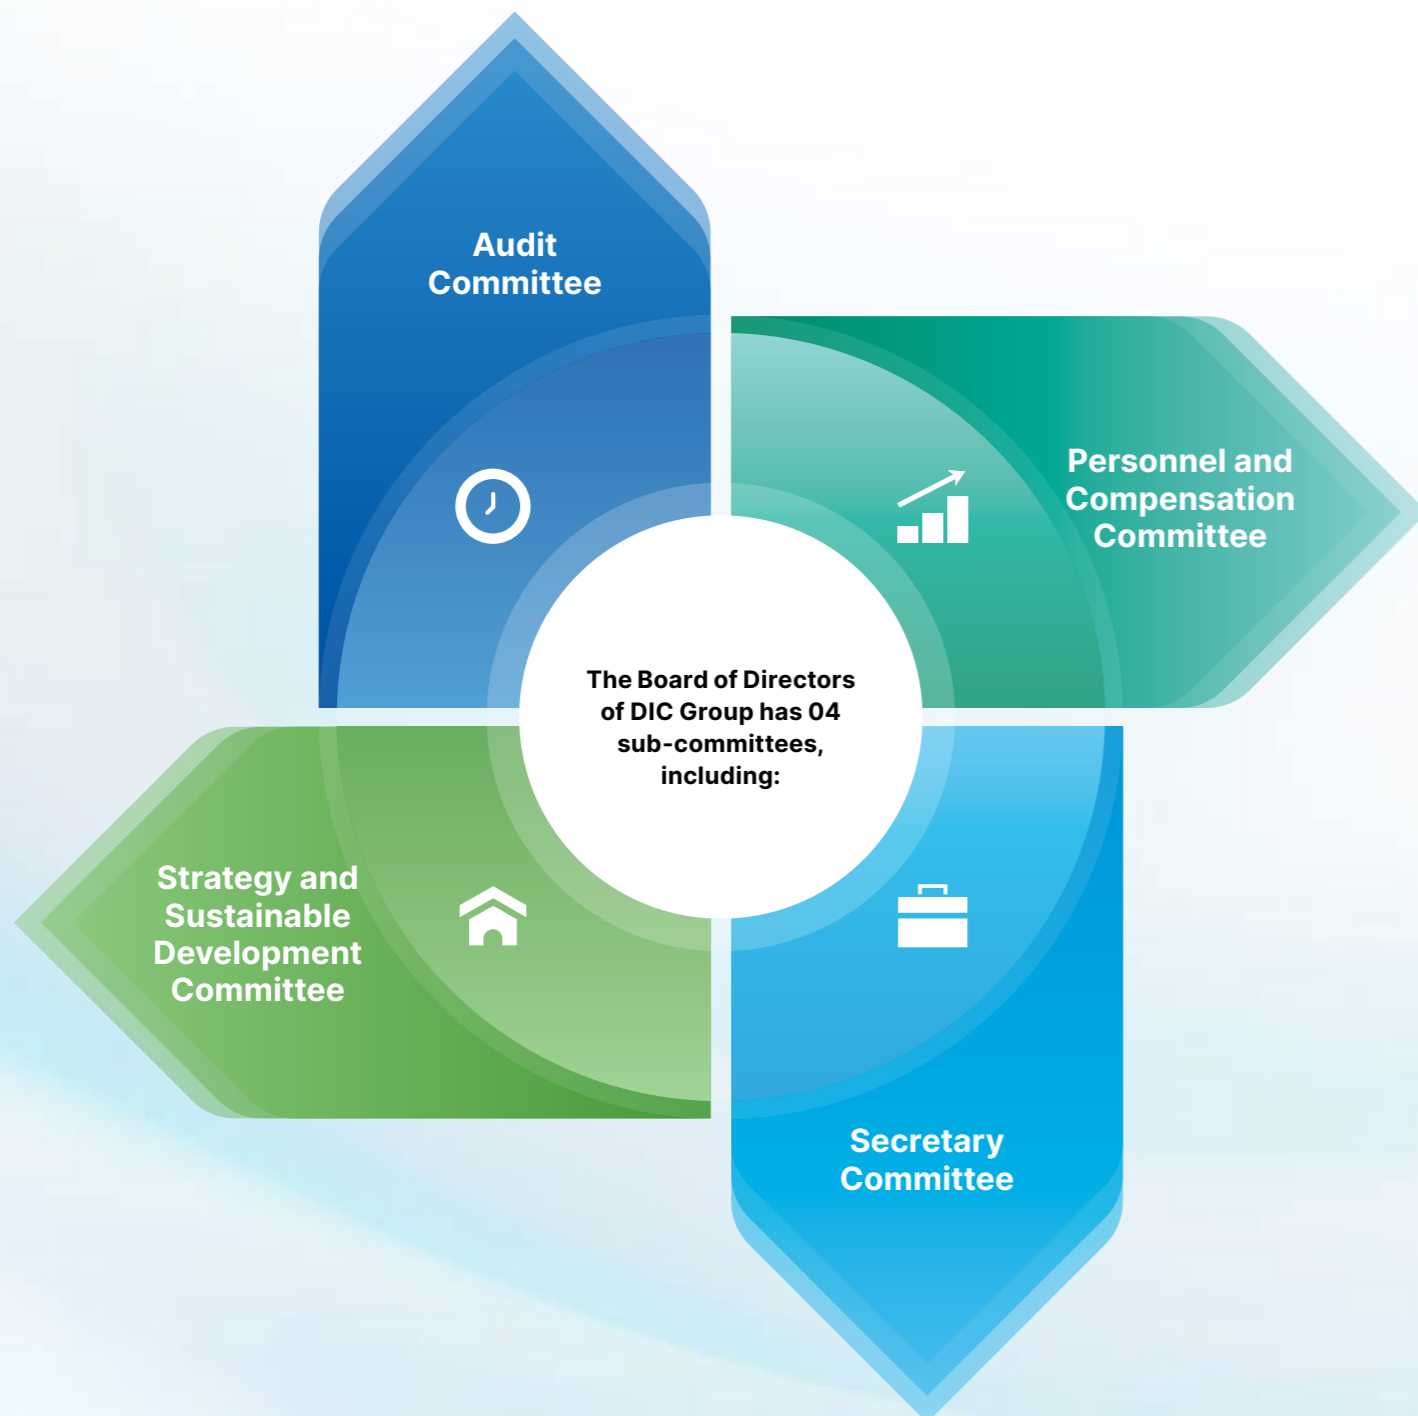 Audit
Committee
Personnel and
Compensation
Committee
The Board of Directors
of DIC Group has 04
sub-committees,
including:
Strategy and
Sustainable
Development
Committee
Secretary
Committee